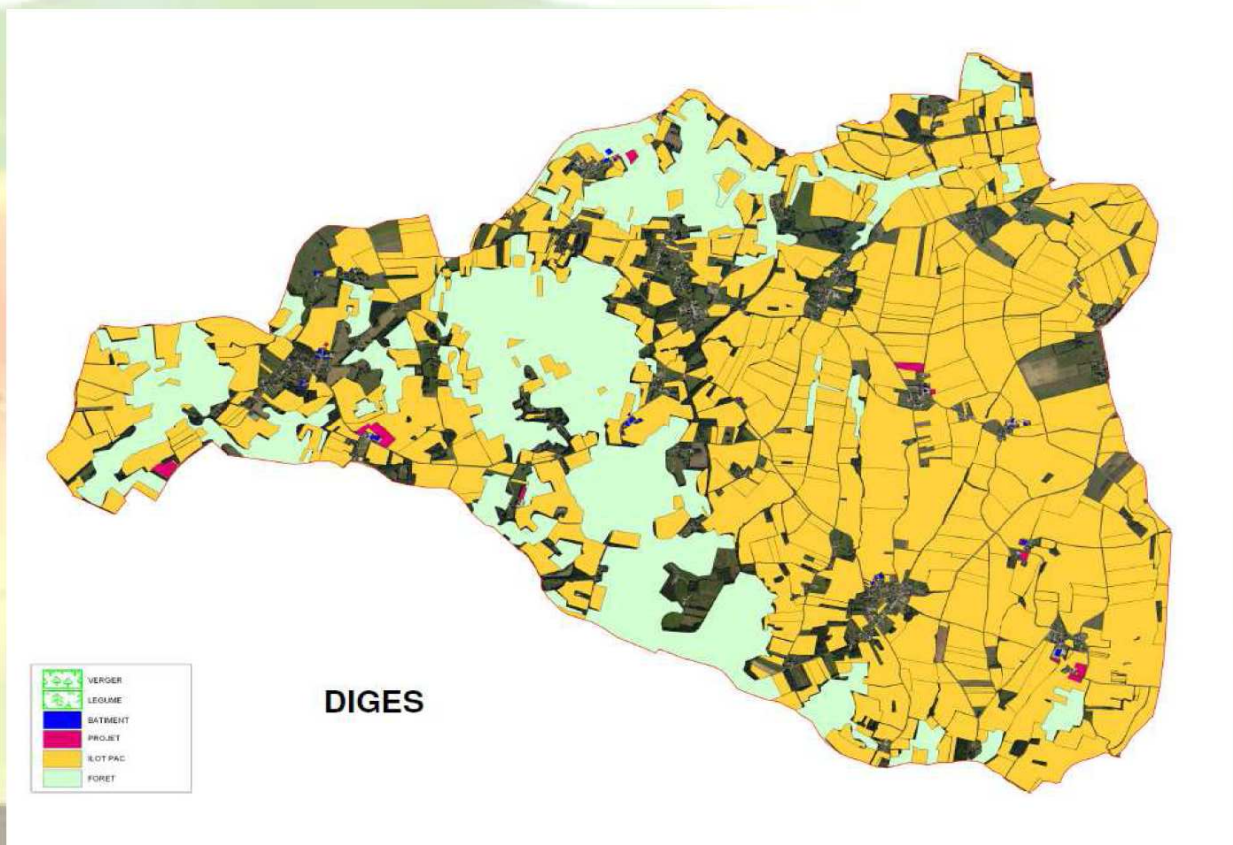 DIGES
VERGER
LEGUME
BATIMENT
PROJET
ILOT PAC
FORET